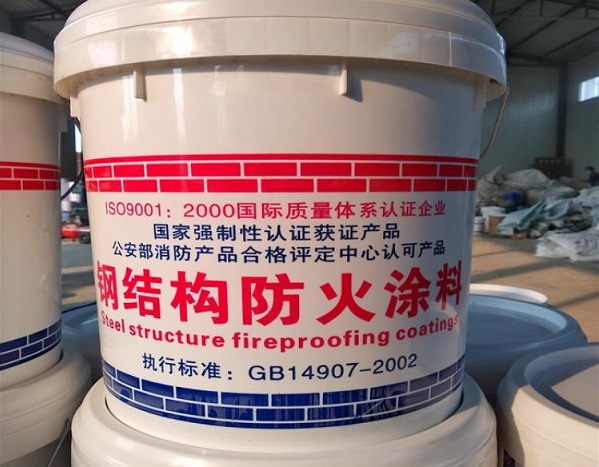 ISO9001：2000国际质量体系认证企业
国家强制性认证获证产品
公安部消防产品合格评定中心认可产品
钢结构防火涂料
Steel structure fireproofing coatings
执行标准：GB14907-2002